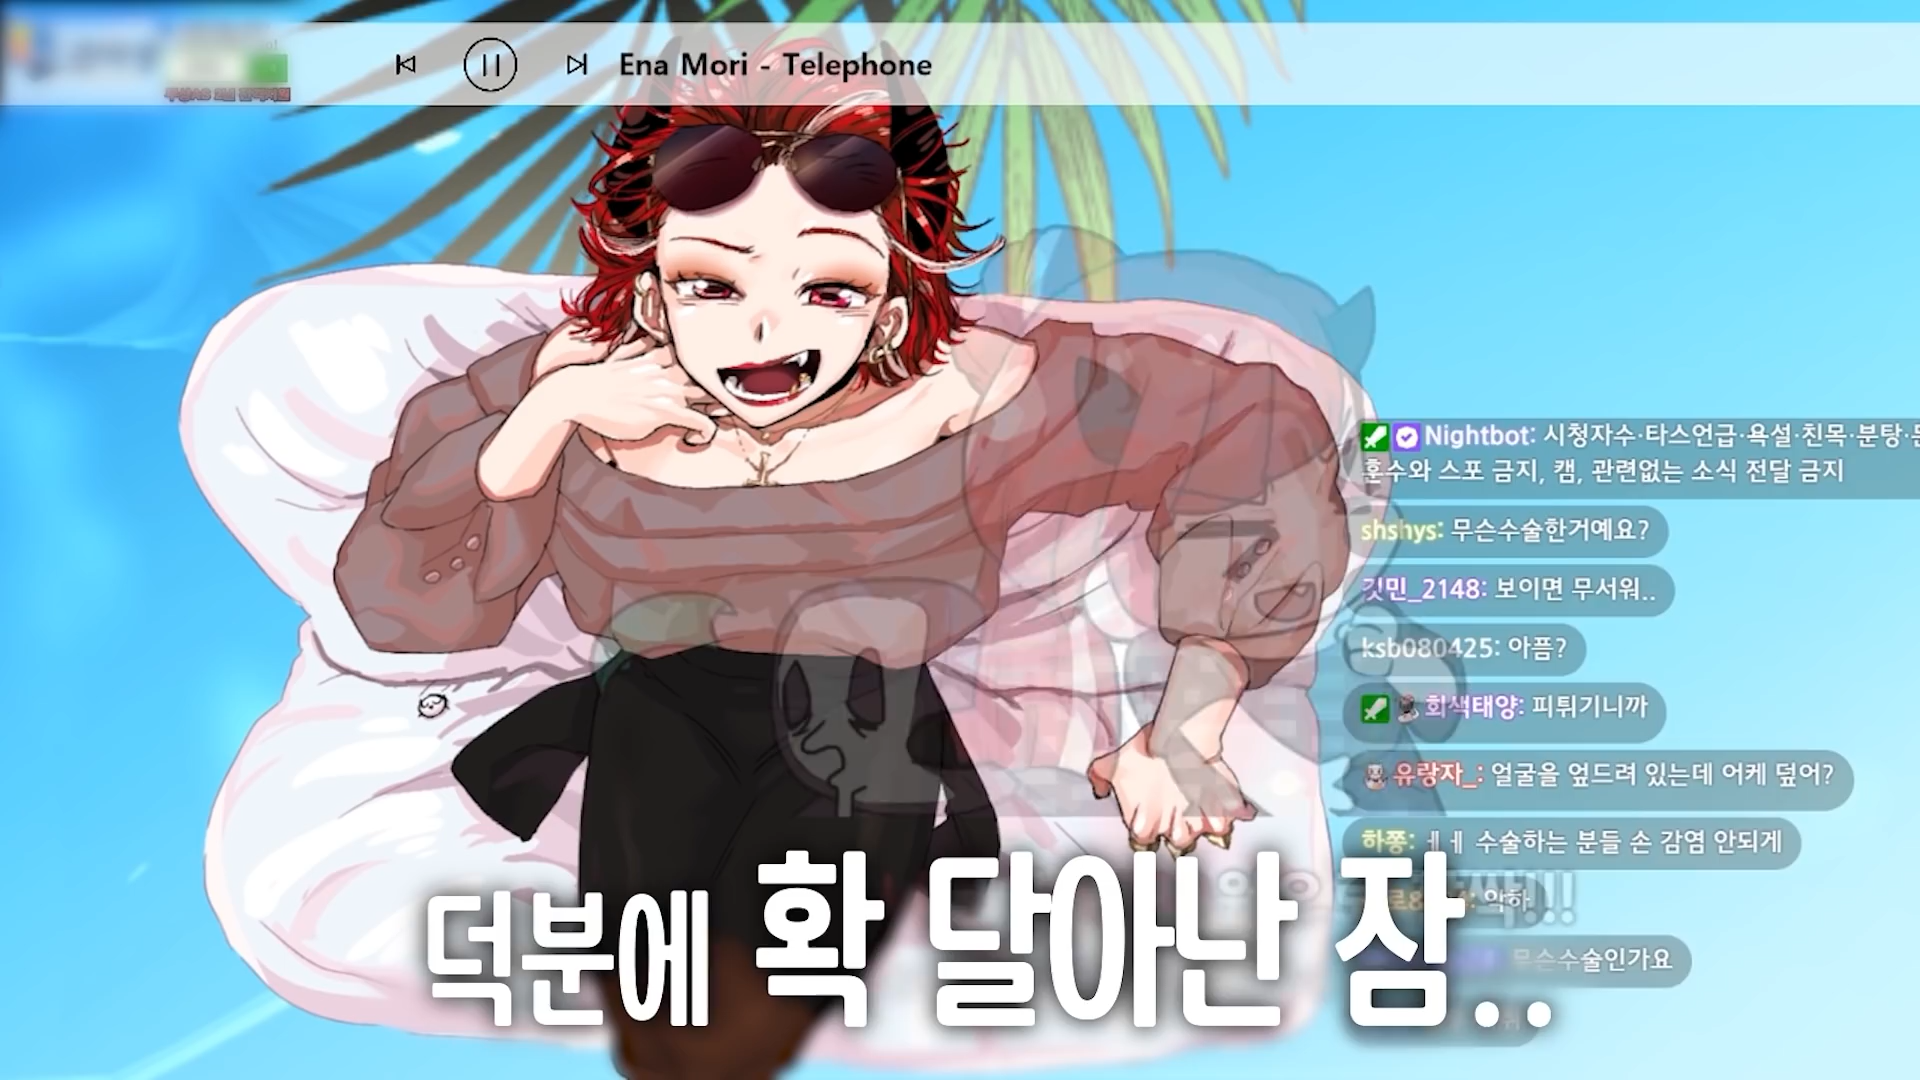 Ena Mori - Telephone
Nightbot: 시청자수·타스언급·욕설·친목·분탕·
훈수와 스포 금지, 캠, 관련없는 소식 전달 금지
shshys: 무슨수술한거예요?
깃민_2148: 보이면 무서워..
ksb080425: 아픔?
회색태양: 피튀기니까
유랑자_: 얼굴을 엎드려 있는데 어케 덮어?
하쫑: ㅔㅔ 수술하는 분들 손 감염 안되게
악하
무슨수술인가요
덕분에 확 달아난 잠..